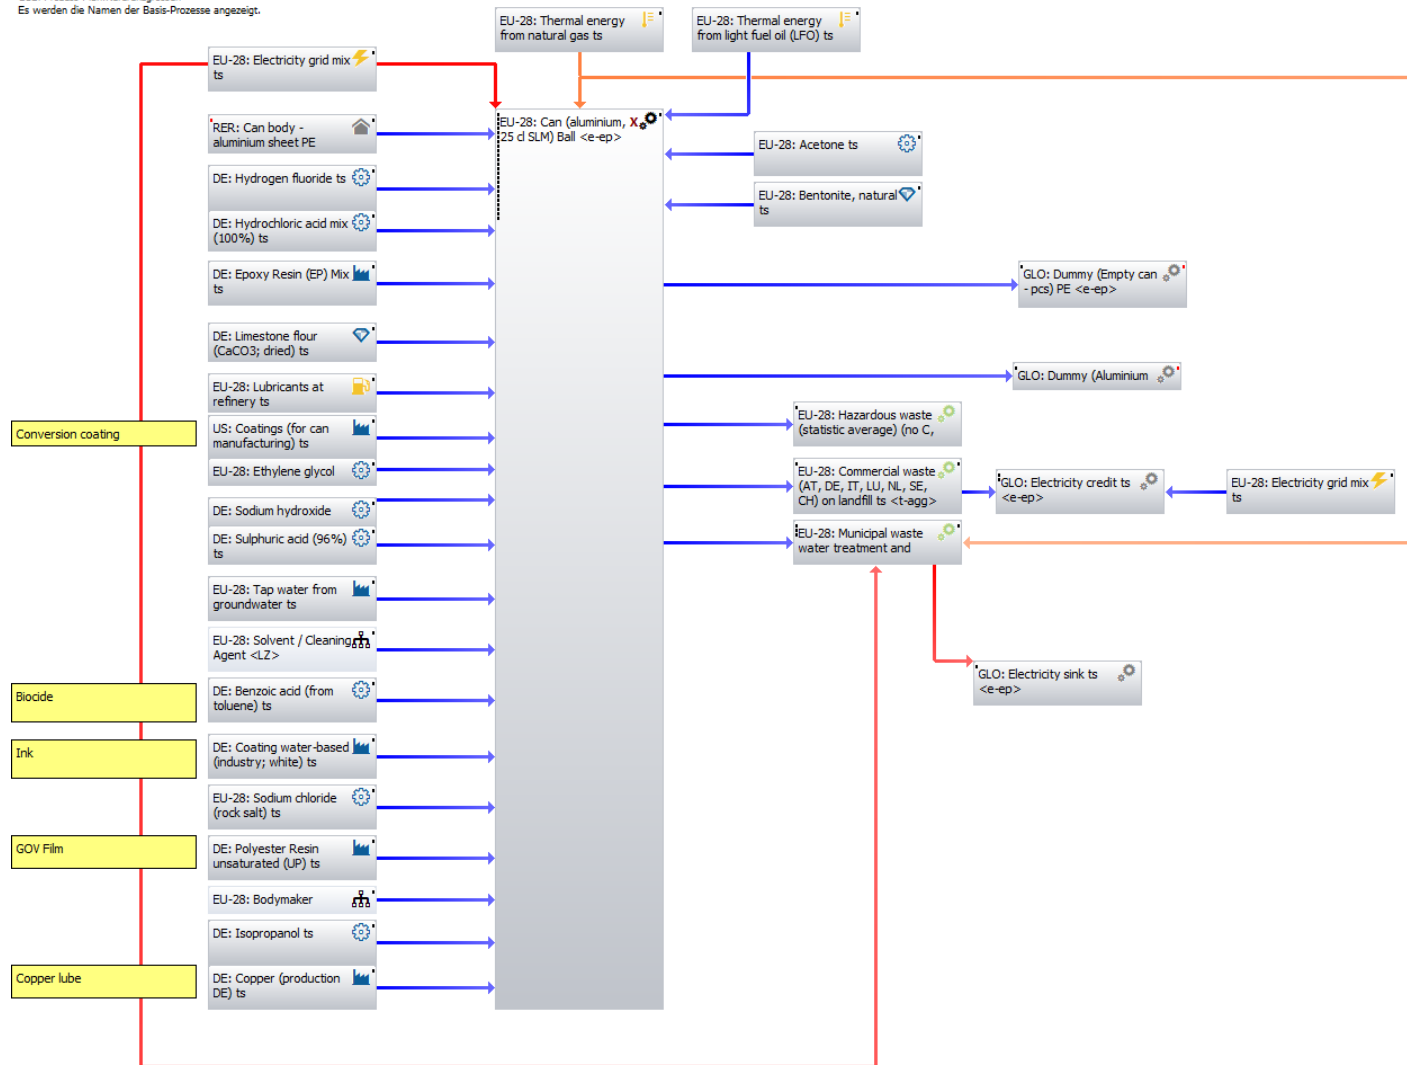 Es werden die Namen der Basis-Prozesse angezeigt.
EU-28: Thermal energy
from natural gas ts
EU-28: Thermal energy
from light fuel oil (LFO) ts
EU-28: Electricity grid mix
ts
RER: Can body -
aluminium sheet PE
EU-28: Can (aluminium,
25 cl SLM) Ball <e-ep>
X
EU-28: Acetone ts
DE: Hydrogen fluoride ts
EU-28: Bentonite, natural
ts
DE: Hydrochloric acid mix
(100%) ts
DE: Epoxy Resin (EP) Mix
ts
GLO: Dummy (Empty can
- pcs) PE <e-ep>
DE: Limestone flour
(CaCO3; dried) ts
EU-28: Lubricants at
refinery ts
GLO: Dummy (Aluminium
Conversion coating
US: Coatings (for can
manufacturing) ts
EU-28: Hazardous waste
(statistic average) (no C,
EU-28: Ethylene glycol
EU-28: Commercial waste
(AT, DE, IT, LU, NL, SE,
CH) on landfill ts <t-agg>
GLO: Electricity credit ts
<e-ep>
EU-28: Electricity grid mix
ts
DE: Sodium hydroxide
DE: Sulphuric acid (96%)
ts
EU-28: Municipal waste
water treatment and
EU-28: Tap water from
groundwater ts
EU-28: Solvent / Cleaning
Agent <LZ>
GLO: Electricity sink ts
<e-ep>
Biocide
DE: Benzoic acid (from
toluene) ts
Ink
DE: Coating water-based
(industry; white) ts
EU-28: Sodium chloride
(rock salt) ts
GOV Film
DE: Polyester Resin
unsaturated (UP) ts
EU-28: Bodymaker
DE: Isopropanol ts
Copper lube
DE: Copper (production
DE) ts